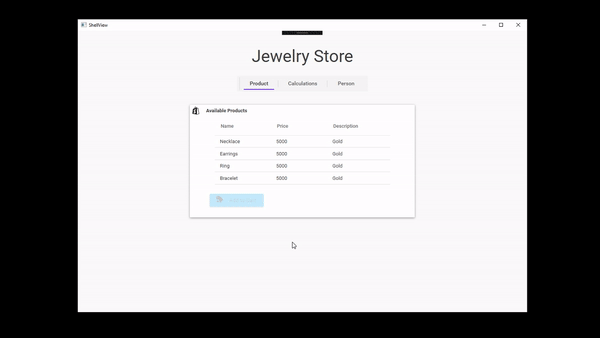 ShellView
Jewelry Store
Product Calculations Person
Available Products
Name Price Description
Necklace 5000 Gold
Earrings 5000 Gold
Ring 5000 Gold
Bracelet 5000 Gold